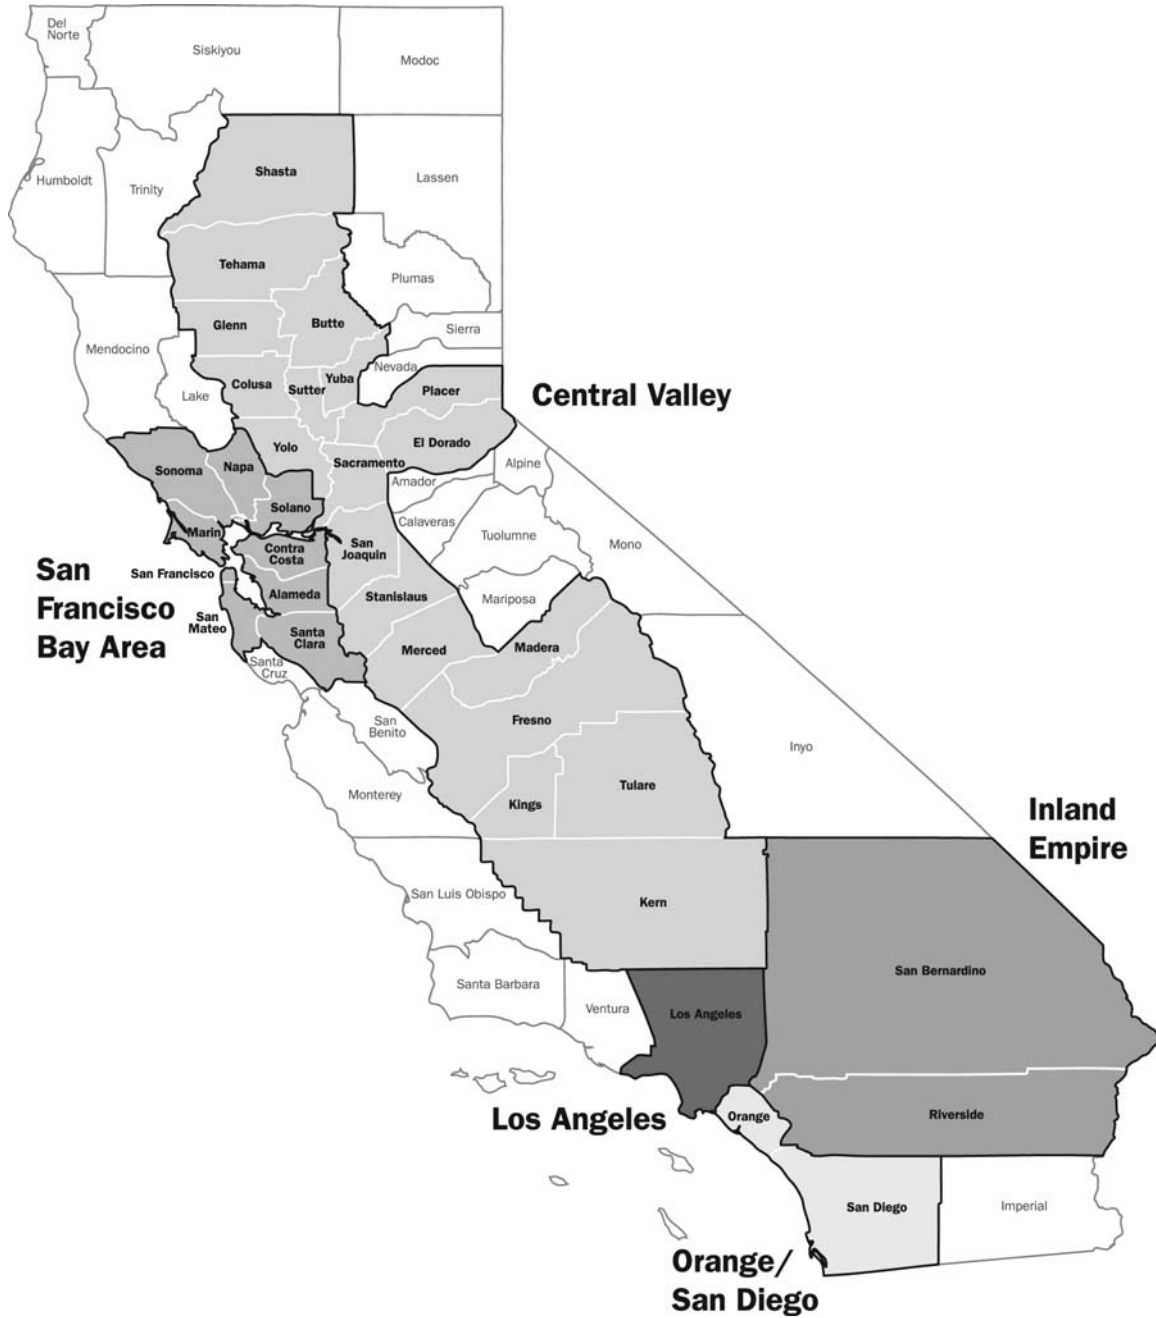 Del
Norte
Siskiyou
Modoc
Shasta
Humboldt
Trinity
Lassen
Tehama
Plumas
Glenn
Butte
Sierra
Mendocino
Nevada
Colusa
Sutter
Yuba
Placer
Lake
Central Valley
El Dorado
Yolo
Sonoma
Napa
Sacramento
Alpine
Amador
Solano
Calaveras
Marin
Tuolumne
Mono
Contra
Costa
San
Joaquin
San
Francisco
Bay Area
San Francisco
Alameda
Stanislaus
Mariposa
San
Mateo
Santa
Clara
Merced
Madera
Santa
Cruz
San
Benito
Fresno
Inyo
Monterey
Kings
Tulare
Inland
Empire
San Luis Obispo
Kern
San Bernardino
Santa Barbara
Ventura
Los Angeles
Los Angeles
Orange
Riverside
San Diego
Imperial
Orange/
San Diego